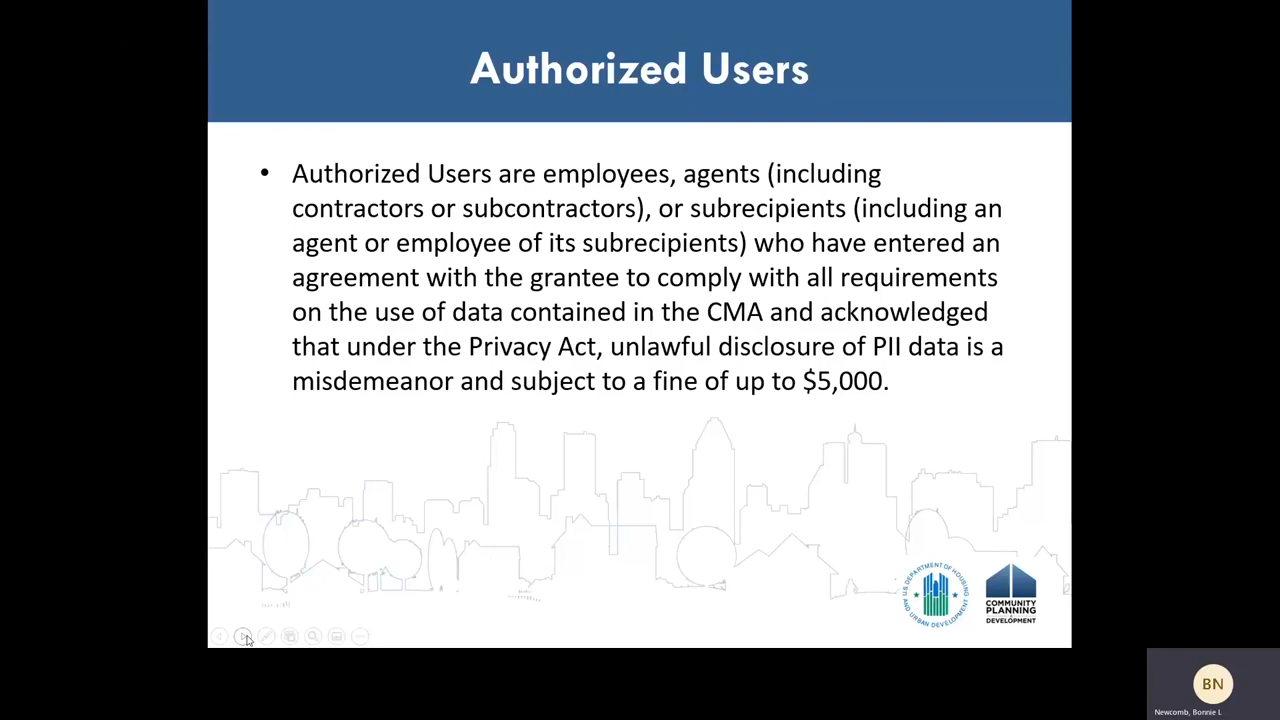 Authorized Users
• Authorized Users are employees, agents (including
contractors or subcontractors), or subrecipients (including an
agent or employee of its subrecipients) who have entered an
agreement with the grantee to comply with all requirements
on the use of data contained in the CMA and acknowledged
that under the Privacy Act, unlawful disclosure of PII data is a
misdemeanor and subject to a fine of up to $5,000.
U.S. DEPARTMENT OF HOUSING
AND URBAN DEVELOPMENT
COMMUNITY
PLANNING
DEVELOPMENT
BN
Newcomb, Bonnie L